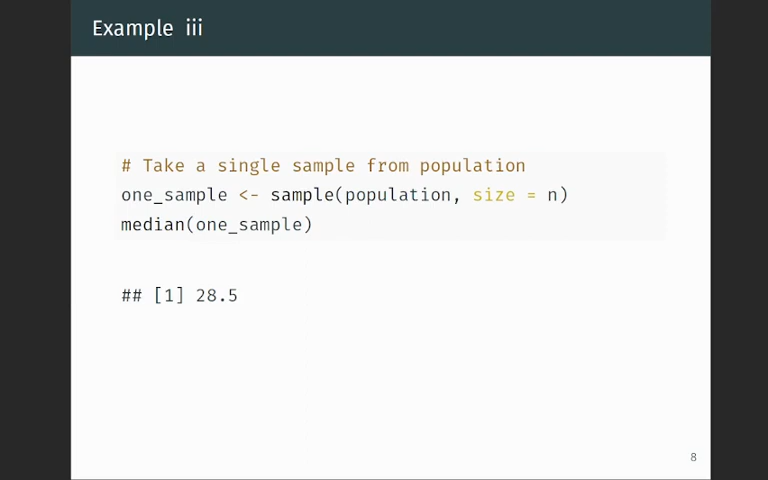 Example iii
# Take a single sample from population
one_sample <- sample(population, size = n)
median(one_sample)
## [1] 28.5
8